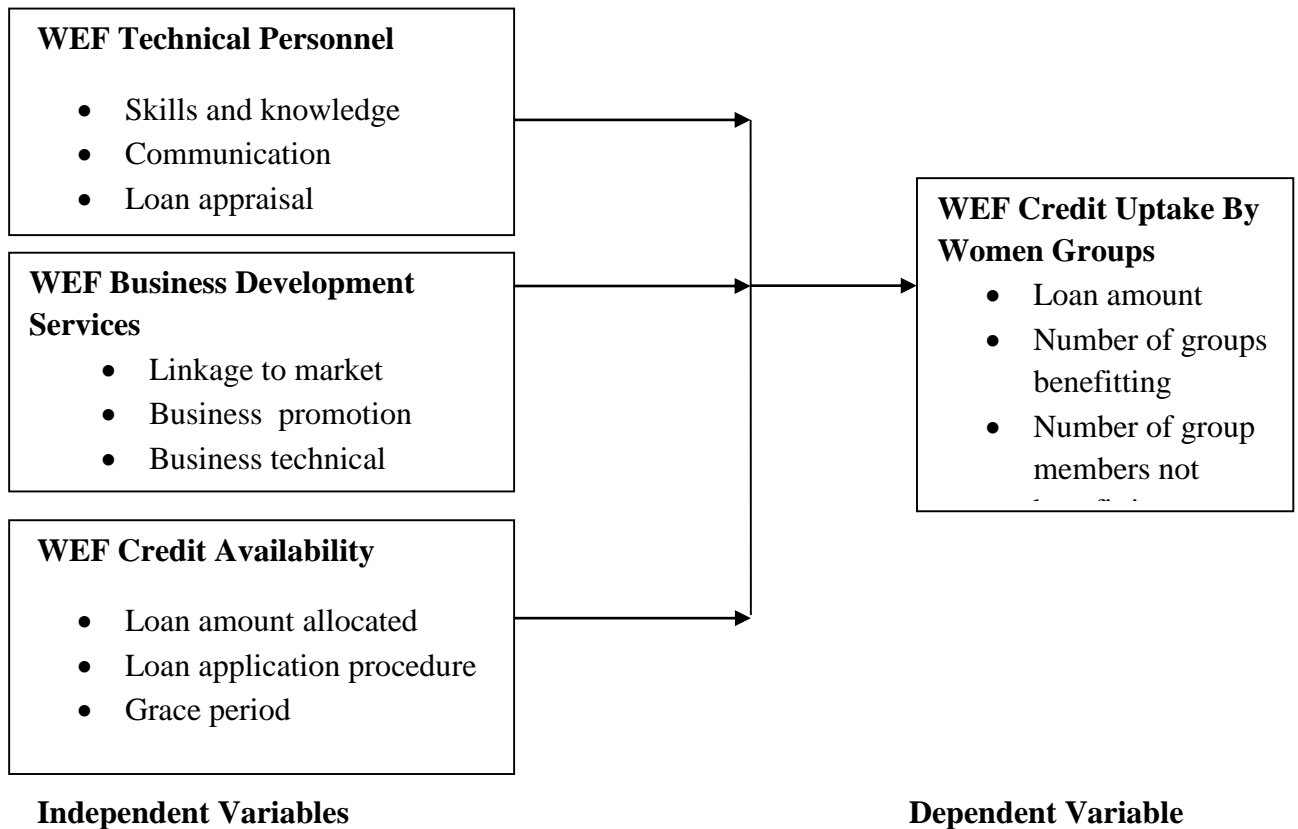 WEF Technical Personnel
• Skills and knowledge
• Communication
• Loan appraisal
WEF Business Development
Services
• Linkage to market
• Business promotion
• Business technical
WEF Credit Availability
• Loan amount allocated
• Loan application procedure
• Grace period
WEF Credit Uptake By
Women Groups
• Loan amount
• Number of groups
benefitting
• Number of group
members not
Independent Variables
Dependent Variable